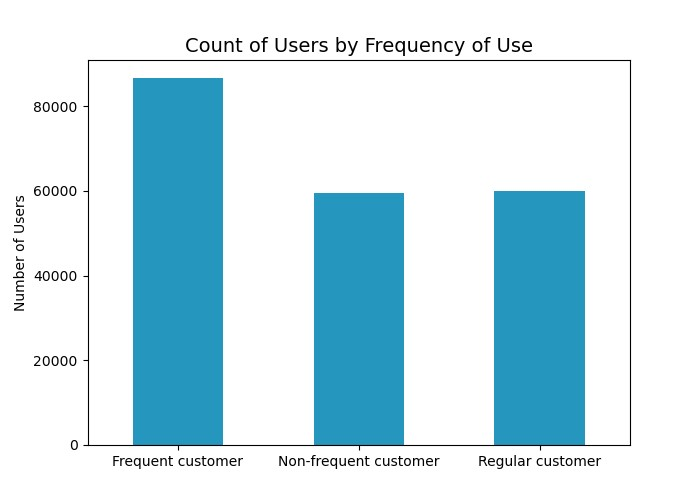 Count of Users by Frequency of Use
80000
60000
40000
20000
0
Number of Users
Frequent customer
Non-frequent customer
Regular customer